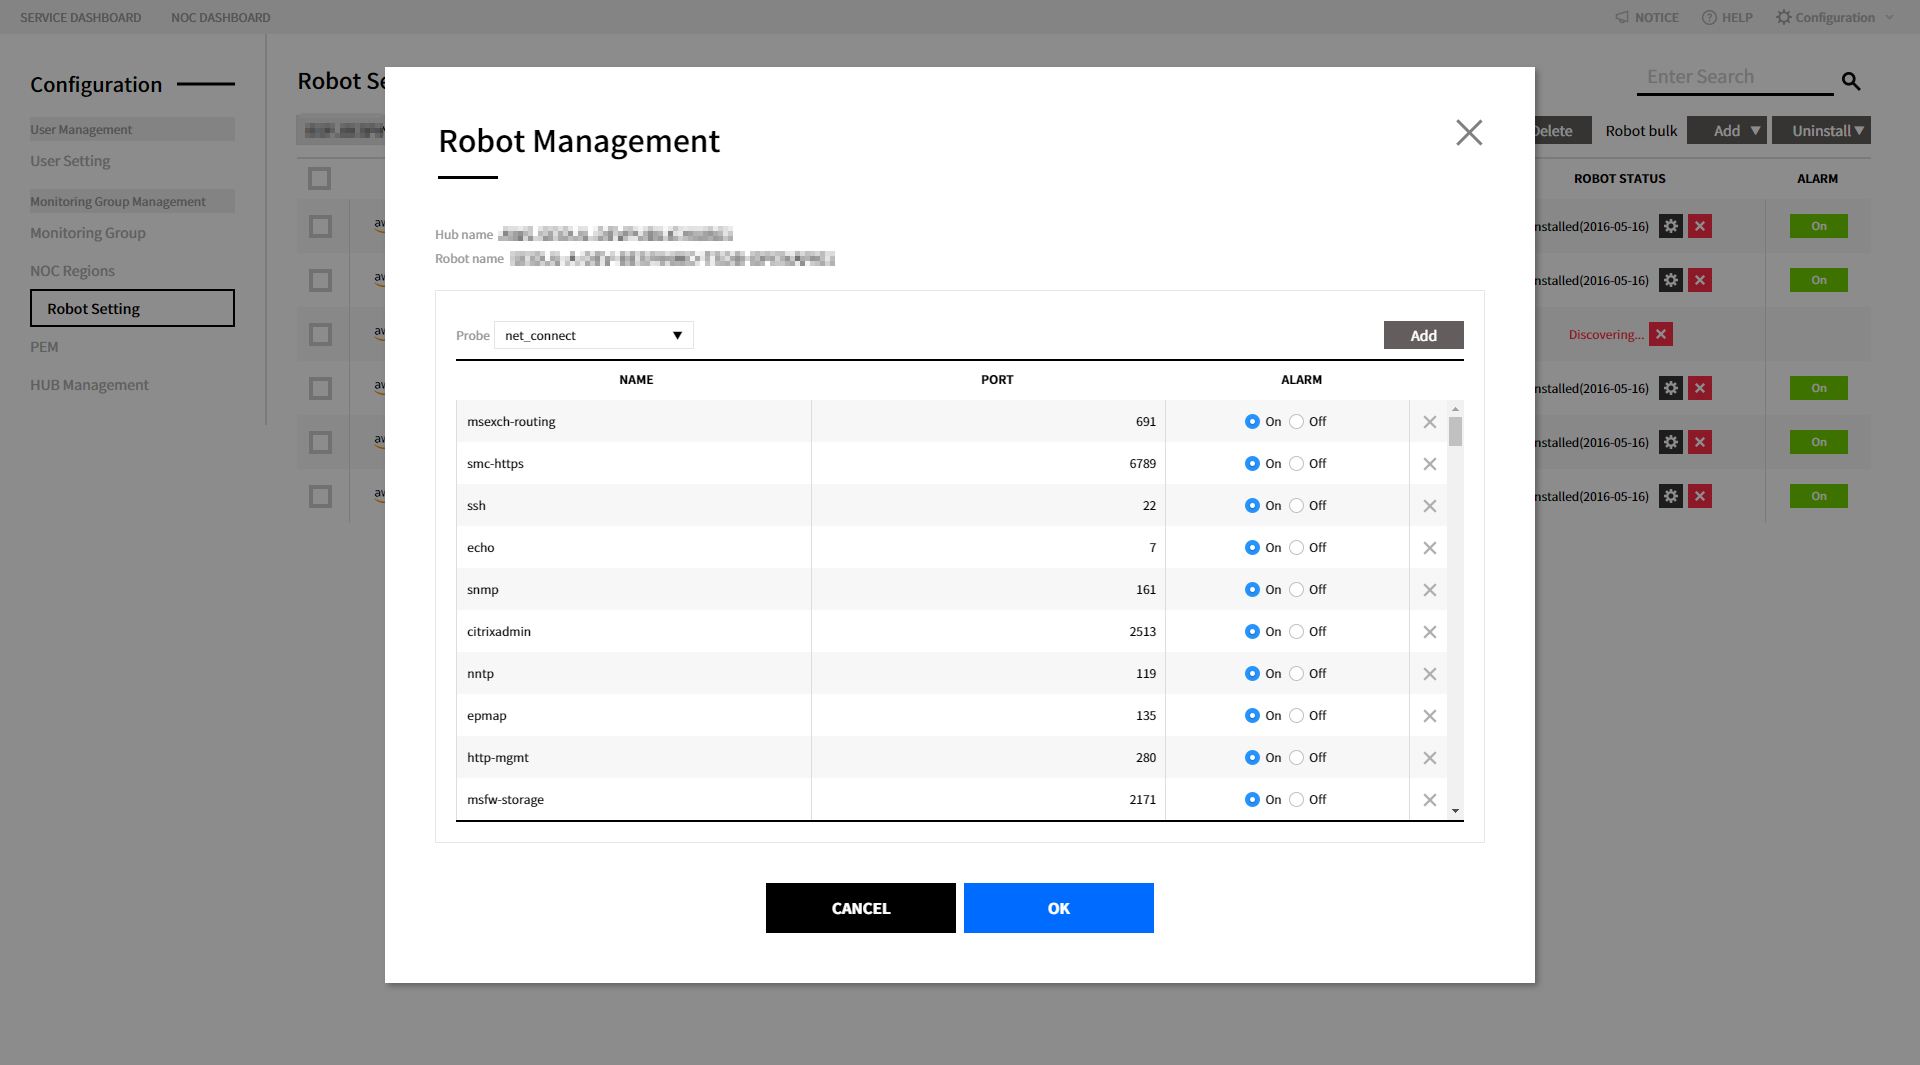 SERVICE DASHBOARD
NOC DASHBOARD
NOTICE
HELP
Configuration
Configuration
User Management
User Setting
Monitoring Group Management
Monitoring Group
NOC Regions
Robot Setting
PEM
HUB Management
Robot Se
Enter Search
Delete
Robot bulk
Add ▼
Uninstall ▼
ROBOT STATUS
ALARM
aw
nstalled(2016-05-16)
On
aw
nstalled(2016-05-16)
On
aw
Discovering...
aw
nstalled(2016-05-16)
On
aw
nstalled(2016-05-16)
On
aw
nstalled(2016-05-16)
On
Robot Management
Hub name
Robot name
Probe
net_connect ▼
Add
NAME PORT ALARM
msexch-routing 691 On Off
smc-https 6789 On Off
ssh 22 On Off
echo 7 On Off
snmp 161 On Off
citrixadmin 2513 On Off
nntp 119 On Off
epmap 135 On Off
http-mgmt 280 On Off
msfw-storage 2171 On Off
CANCEL
OK